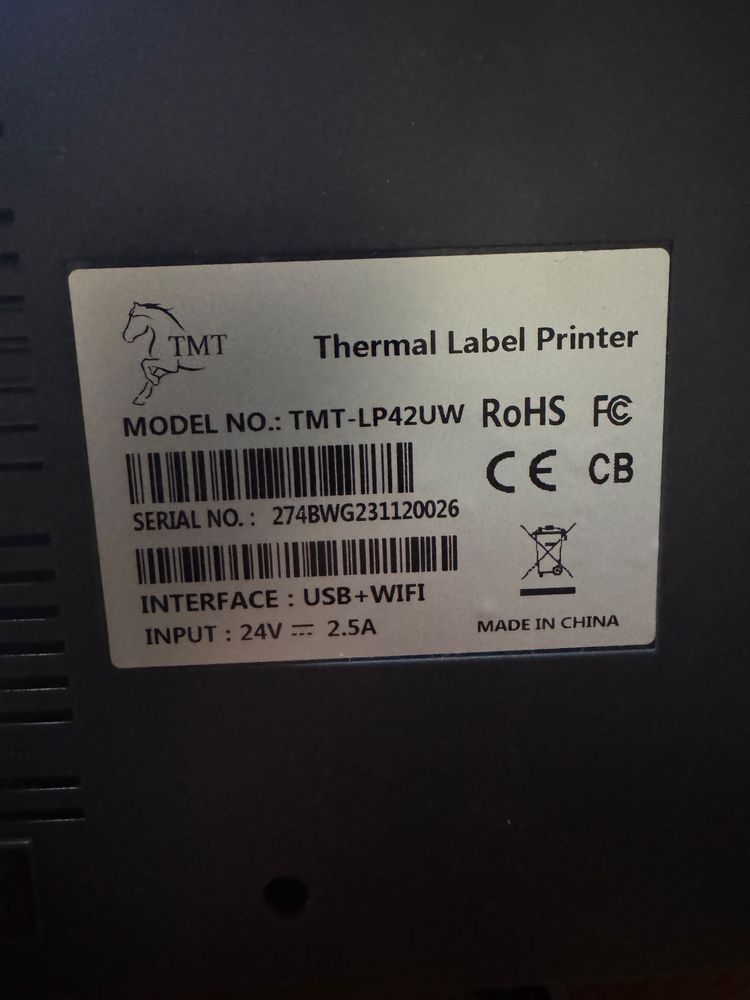 TMT
Thermal Label Printer
MODEL NO.: TMT-LP42UW RoHS FC
CE CB
SERIAL NO. : 274BWG231120026
INTERFACE : USB+WIFI
INPUT : 24V ⎓ 2.5A
MADE IN CHINA